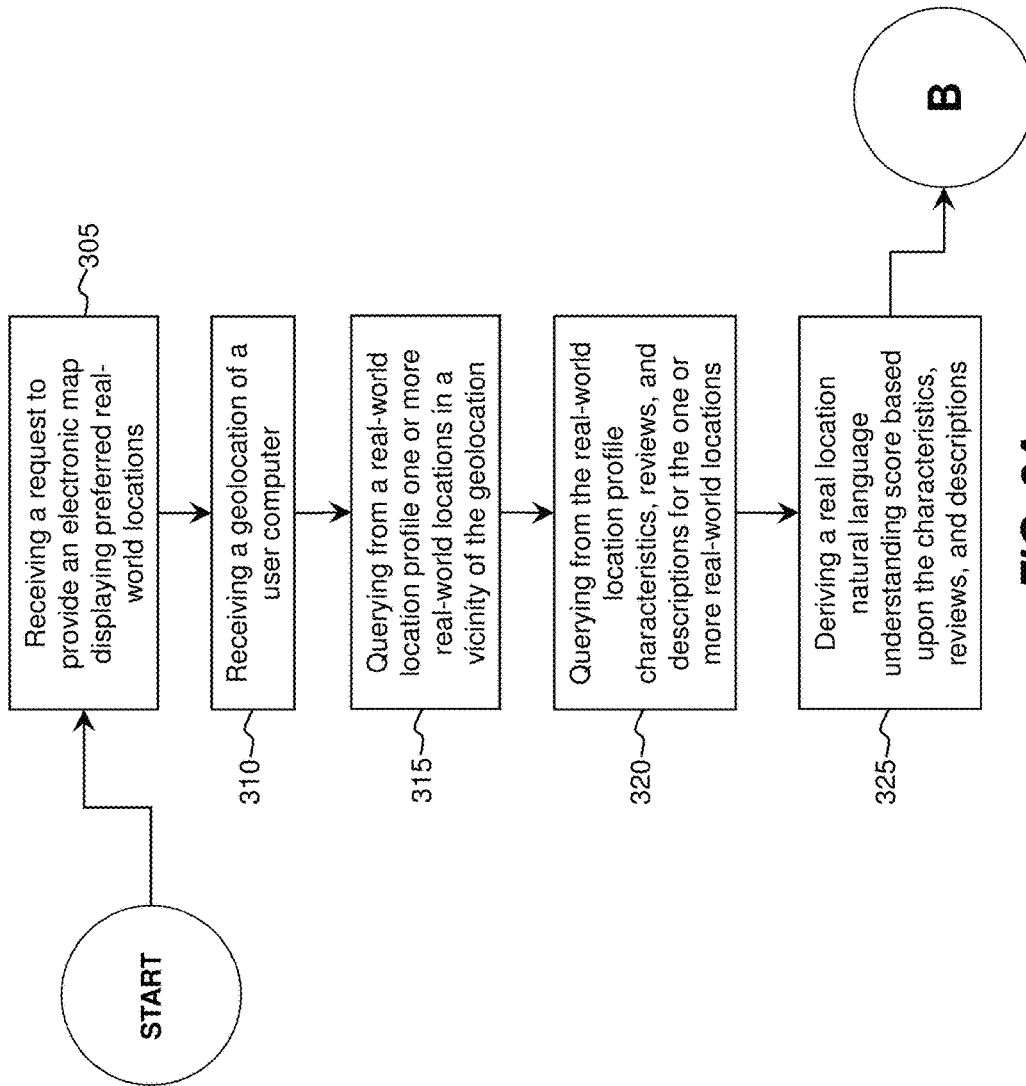 START
Receiving a request to
provide an electronic map
displaying preferred real-
world locations
305
Receiving a geolocation of a
user computer
310
Querying from a real-world
location profile one or more
real-world locations in a
vicinity of the geolocation
315
Querying from the real-world
location profile
characteristics, reviews, and
descriptions for the one or
more real-world locations
320
Deriving a real location
natural language
understanding score based
upon the characteristics,
reviews, and descriptions
325
B